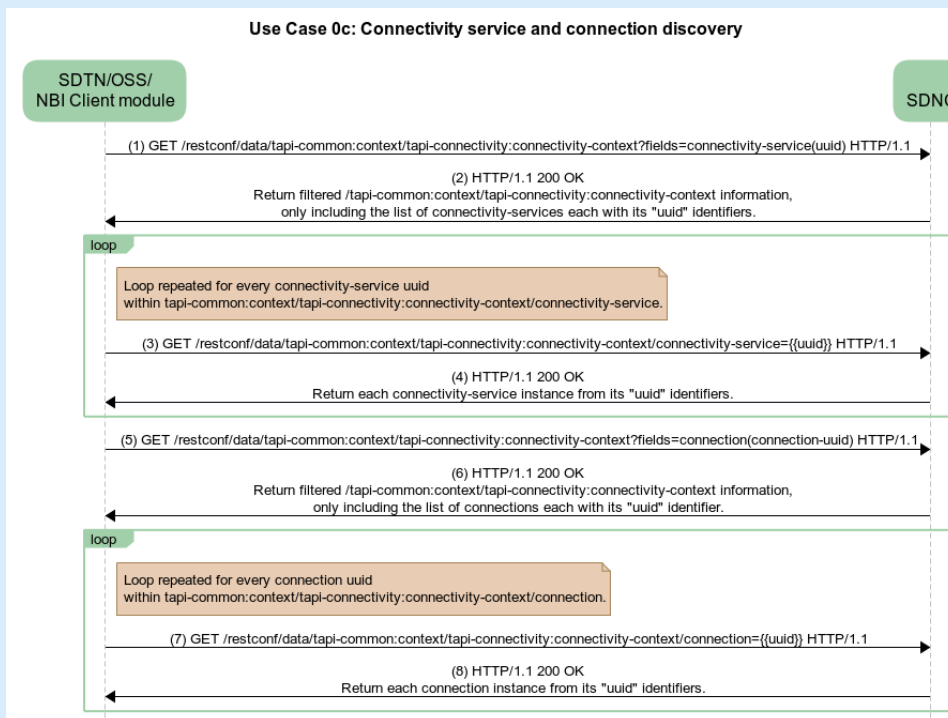 Use Case 0c: Connectivity service and connection discovery
SDTN/OSS/
NBI Client module
(1) GET /restconf/data/tapi-common:context/tapi-connectivity:connectivity-context?fields=connectivity-service(uuid) HTTP/1.1
(2) HTTP/1.1 200 OK
Return filtered /tapi-common:context/tapi-connectivity:connectivity-context information,
only including the list of connectivity-services each with its "uuid" identifiers.
loop
Loop repeated for every connectivity-service uuid
within tapi-common:context/tapi-connectivity:connectivity-context/connectivity-service.
(3) GET /restconf/data/tapi-common:context/tapi-connectivity:connectivity-context/connectivity-service={{uuid}} HTTP/1.1
(4) HTTP/1.1 200 OK
Return each connectivity-service instance from its "uuid" identifiers.
(5) GET /restconf/data/tapi-common:context/tapi-connectivity:connectivity-context?fields=connection(connection-uuid) HTTP/1.1
(6) HTTP/1.1 200 OK
Return filtered /tapi-common:context/tapi-connectivity:connectivity-context information,
only including the list of connections each with its "uuid" identifier.
loop
Loop repeated for every connection uuid
within tapi-common:context/tapi-connectivity:connectivity-context/connection.
(7) GET /restconf/data/tapi-common:context/tapi-connectivity:connectivity-context/connection={{uuid}} HTTP/1.1
(8) HTTP/1.1 200 OK
Return each connection instance from its "uuid" identifiers.